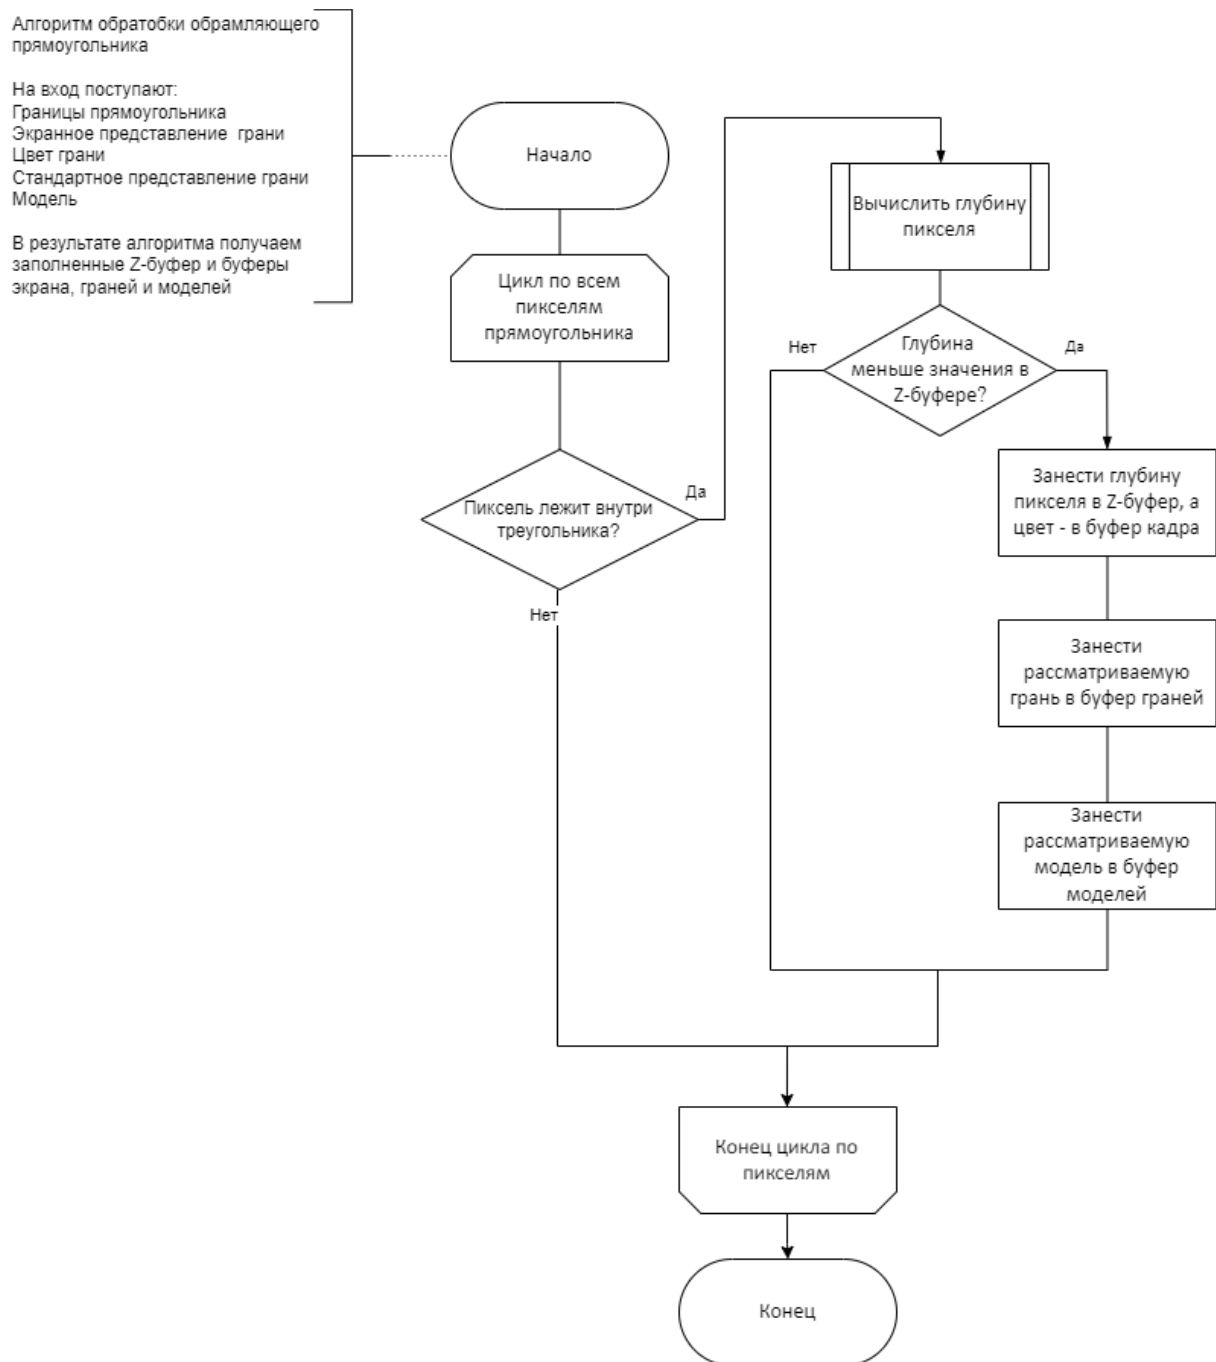 Алгоритм обратобки обрамляющего
прямоугольника
На вход поступают:
Границы прямоугольника
Экранное представление грани
Цвет грани
Стандартное представление грани
Модель
В результате алгоритма получаем
заполненные Z-буфер и буферы
экрана, граней и моделей
Начало
Цикл по всем
пикселям
прямоугольника
Пиксель лежит внутри
треугольника?
Да
Нет
Вычислить глубину
пикселя
Глубина
меньше значения в
Z-буфере?
Нет
Да
Занести глубину
пикселя в Z-буфер, а
цвет - в буфер кадра
Занести
рассматриваемую
грань в буфер граней
Занести
рассматриваемую
модель в буфер
моделей
Конец цикла по
пикселям
Конец